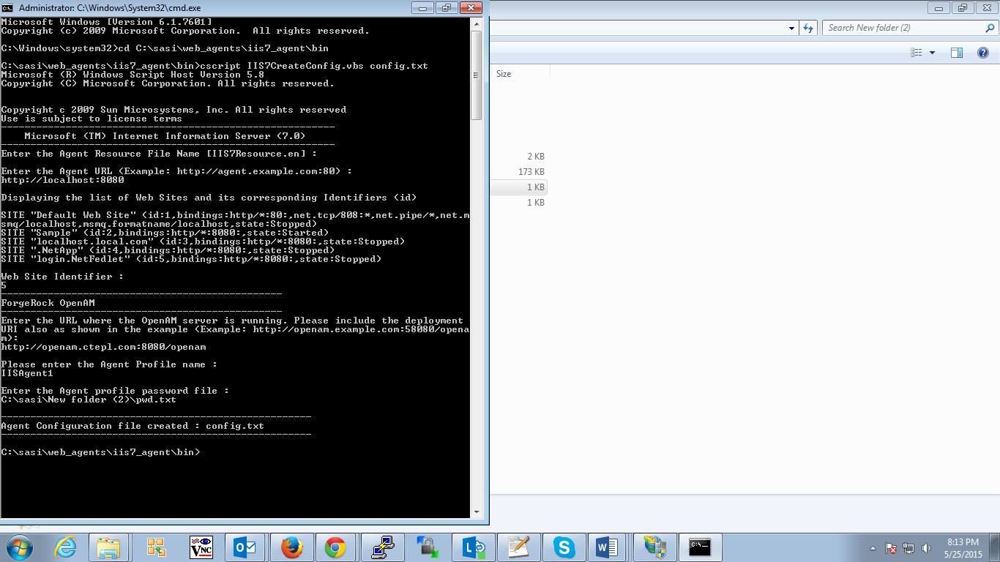 Administrator: C:\Windows\System32\cmd.exe
Microsoft Windows [Version 6.1.7601]
Copyright (c) 2009 Microsoft Corporation.  All rights reserved.
C:\Windows\system32>cd C:\sasi\web_agents\iis7_agent\bin
C:\sasi\web_agents\iis7_agent\bin>cscript IIS7CreateConfig.vbs config.txt
Microsoft (R) Windows Script Host Version 5.8
Copyright (C) Microsoft Corporation. All rights reserved.
Copyright c 2009 Sun Microsystems, Inc. All rights reserved
Use is subject to license terms
---------------------------------------------------------
Microsoft (TM) Internet Information Server (7.0)
---------------------------------------------------------
Enter the Agent Resource File Name [IIS7Resource.en] :
Enter the Agent URL (Example: http://agent.example.com:80) :
http://localhost:8080
Displaying the list of Web Sites and its corresponding Identifiers (id)
SITE "Default Web Site" (id:1,bindings:http/*:80:,net.tcp/808:*,net.pipe/*,net.m
smq/localhost,msmq.formatname/localhost,state:Stopped)
SITE "Sample" (id:2,bindings:http/*:8080:,state:Started)
SITE "localhost.local.com" (id:3,bindings:http/*:8080:,state:Stopped)
SITE ".NetApp" (id:4,bindings:http/*:8080:,state:Stopped)
SITE "login.NetFedlet" (id:5,bindings:http/*:8080:,state:Stopped)
Web Site Identifier :
5
------------------------------------------------
ForgeRock OpenAM
------------------------------------------------
Enter the URL where the OpenAM server is running. Please include the deployment
URI also as shown in the example (Example: http://openam.example.com:58080/opena
m):
http://openam.ctepl.com:8080/openam
Please enter the Agent Profile name :
IISAgent1
Enter the Agent profile password file :
C:\sasi\New folder (2)\pwd.txt
-----------------------------------------------------
Agent Configuration file created : config.txt
-----------------------------------------------------
C:\sasi\web_agents\iis7_agent\bin>
Search New folder (2)
Size
2 KB
173 KB
1 KB
1 KB
VNC
8:13 PM
5/25/2015